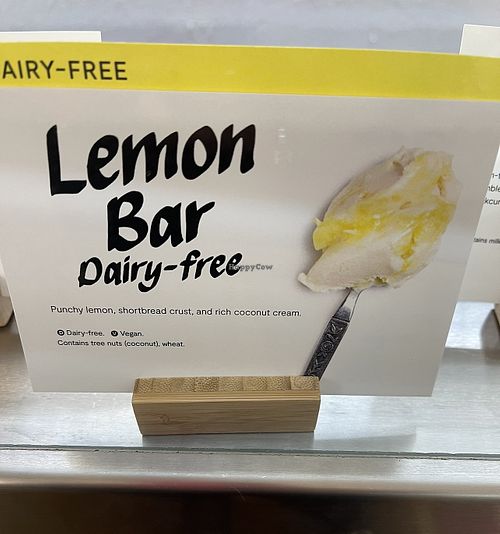 AIRY-FREE
Lemon
Bar
Dairy-free
HappyCow
Punchy lemon, shortbread crust, and rich coconut cream.
D Dairy-free. V Vegan.
Contains tree nuts (coconut), wheat.